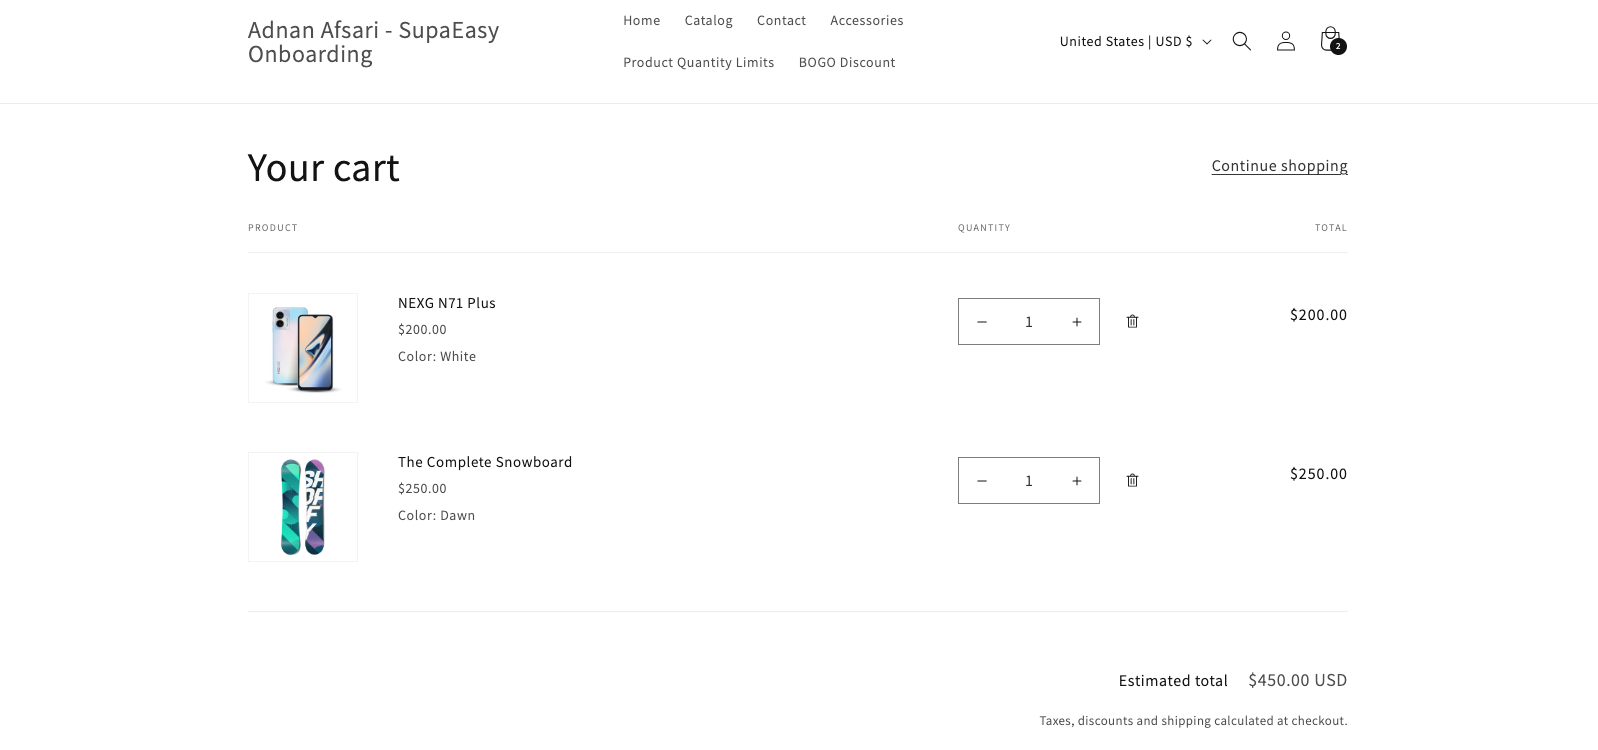 Adnan Afsari - SupaEasy
Onboarding
Home Catalog Contact Accessories
Product Quantity Limits BOGO Discount
United States | USD $
2
Your cart
Continue shopping
PRODUCT QUANTITY TOTAL
NEXG N71 Plus
$200.00
Color: White
1
$200.00
The Complete Snowboard
$250.00
Color: Dawn
1
$250.00
Estimated total $450.00 USD
Taxes, discounts and shipping calculated at checkout.